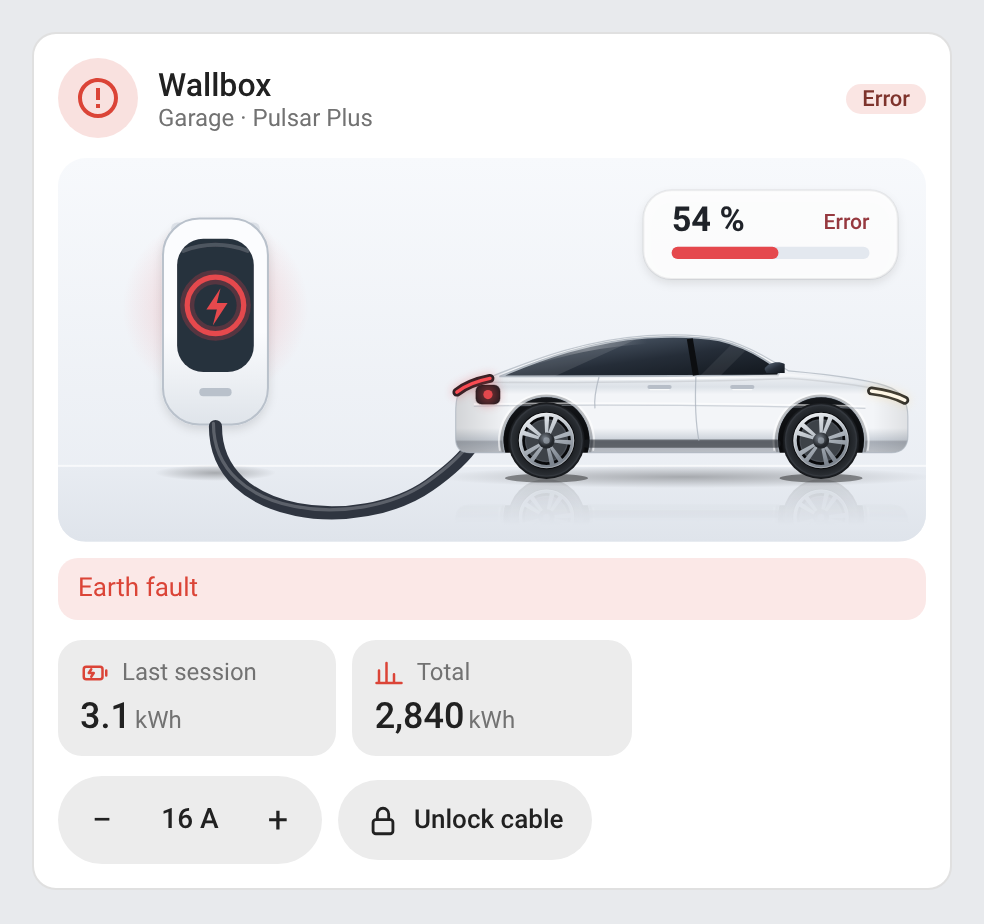 Wallbox
Garage · Pulsar Plus
Error
54 %
Error
Earth fault
Last session
3.1 kWh
Total
2,840 kWh
− 16 A +
Unlock cable